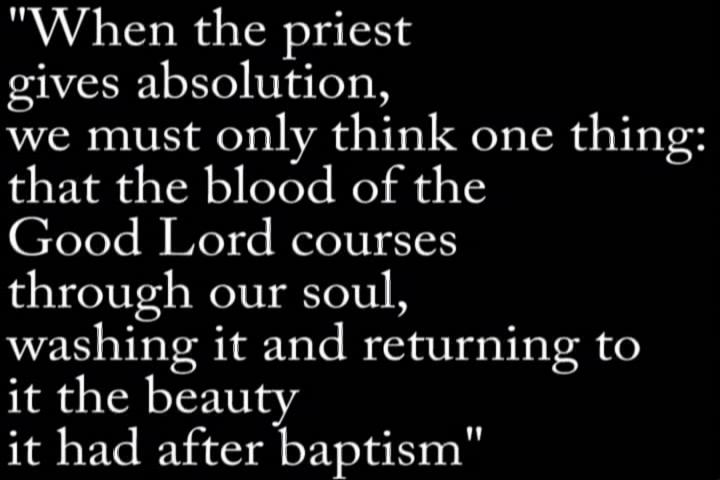 "When the priest
gives absolution,
we must only think one thing:
that the blood of the
Good Lord courses
through our soul,
washing it and returning to
it the beauty
it had after baptism"